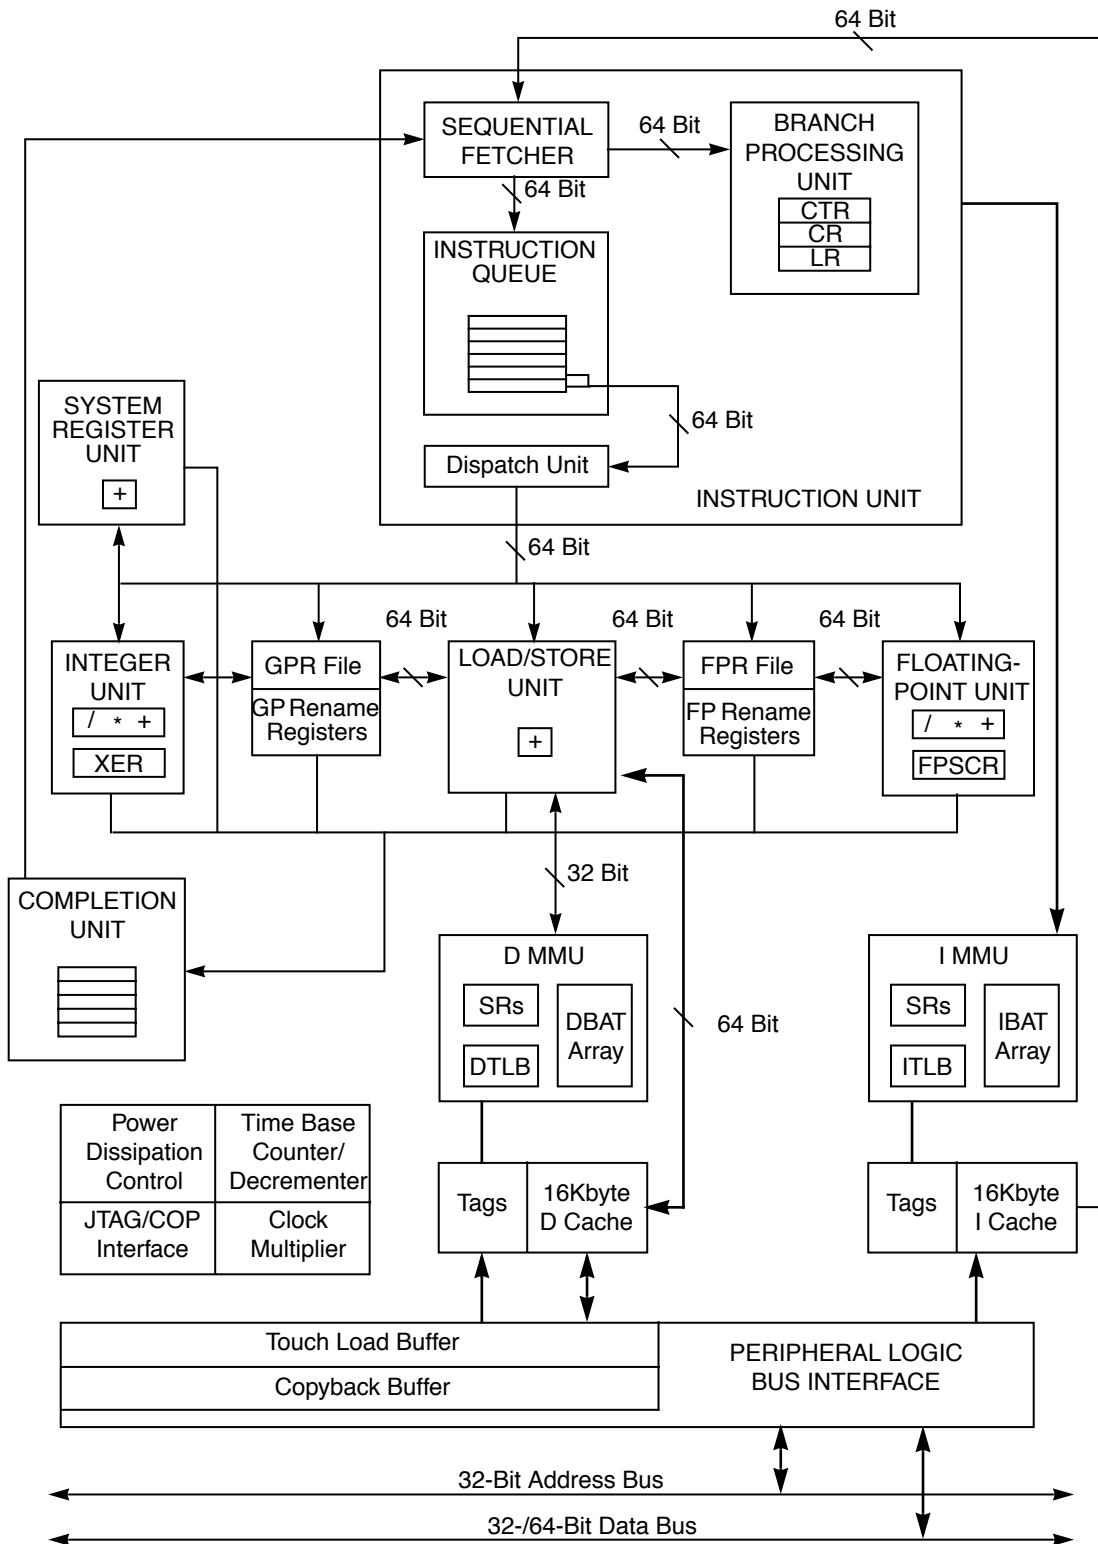 64 Bit
SEQUENTIAL
FETCHER
64 Bit
BRANCH
PROCESSING
UNIT
CTR
CR
LR
64 Bit
INSTRUCTION
QUEUE
64 Bit
Dispatch Unit
INSTRUCTION UNIT
SYSTEM
REGISTER
UNIT
+
64 Bit
64 Bit
64 Bit
64 Bit
INTEGER
UNIT
/ * +
XER
GPR File
GP Rename
Registers
LOAD/STORE
UNIT
+
FPR File
FP Rename
Registers
FLOATING-
POINT UNIT
/ * +
FPSCR
32 Bit
COMPLETION
UNIT
D MMU
SRs
DTLB
DBAT
Array
64 Bit
I MMU
SRs
ITLB
IBAT
Array
Power
Dissipation
Control
Time Base
Counter/
Decrementer
JTAG/COP
Interface
Clock
Multiplier
Tags
16Kbyte
D Cache
Tags
16Kbyte
I Cache
Touch Load Buffer
Copyback Buffer
PERIPHERAL LOGIC
BUS INTERFACE
32-Bit Address Bus
32-/64-Bit Data Bus